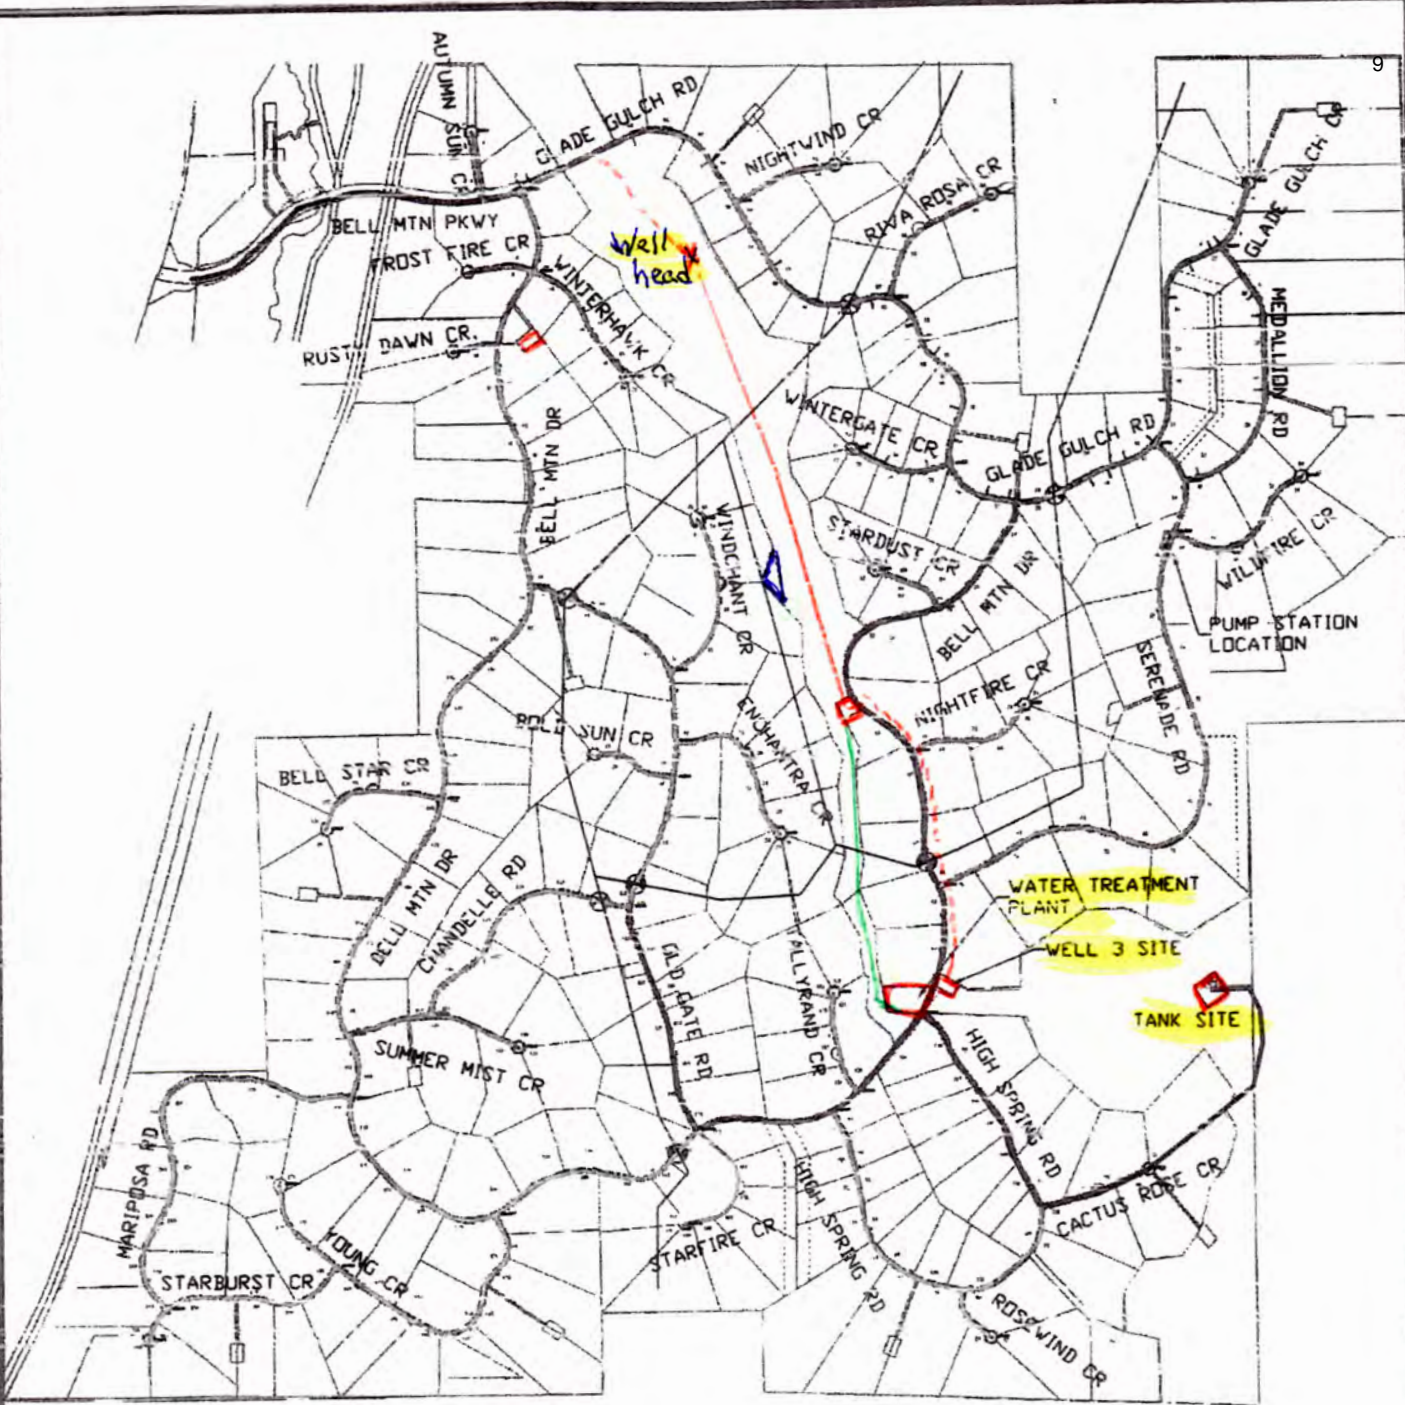 9
AUTUMN SUN CR
GLADE GULCH RD
NIGHTWIND CR
RIVA ROSA CR
GLADE GULCH CR
BELL MTN PKWY
FROST FIRE CR
Well
head
WINTERHAWK CR
MEDALLION RD
RUSTY DAWN CR.
BELL MTN DR
WINTERGATE CR
GLADE GULCH RD
WINDCHANT CR
STARDUST CR
WILDFIRE CR
BELL MTN DR
PUMP STATION
LOCATION
SERENADE RD
NIGHTFIRE CR
ENCHANTRA CR
SUN CR
BELL STAR CR
BELL MTN DR
CHANDELLE RD
WATER TREATMENT
PLANT
WELL 3 SITE
TANK SITE
OLD GATE RD
TALLYRAND CR
SUMMER MIST CR
HIGH SPRING RD
MARIPOSA RD
CACTUS ROSE CR
HIGH SPRING RD
STARFIRE CR
YOUNG CR
STARBURST CR
ROSEWIND CR